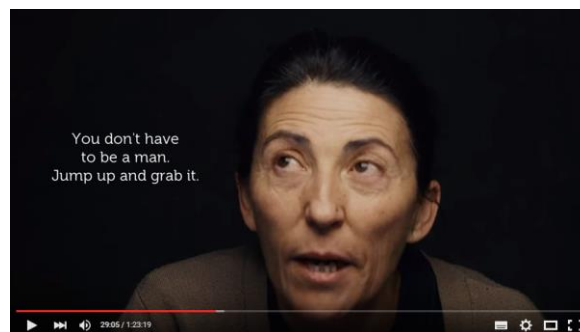 You don't have
to be a man.
Jump up and grab it.
29:05 / 1:23:19